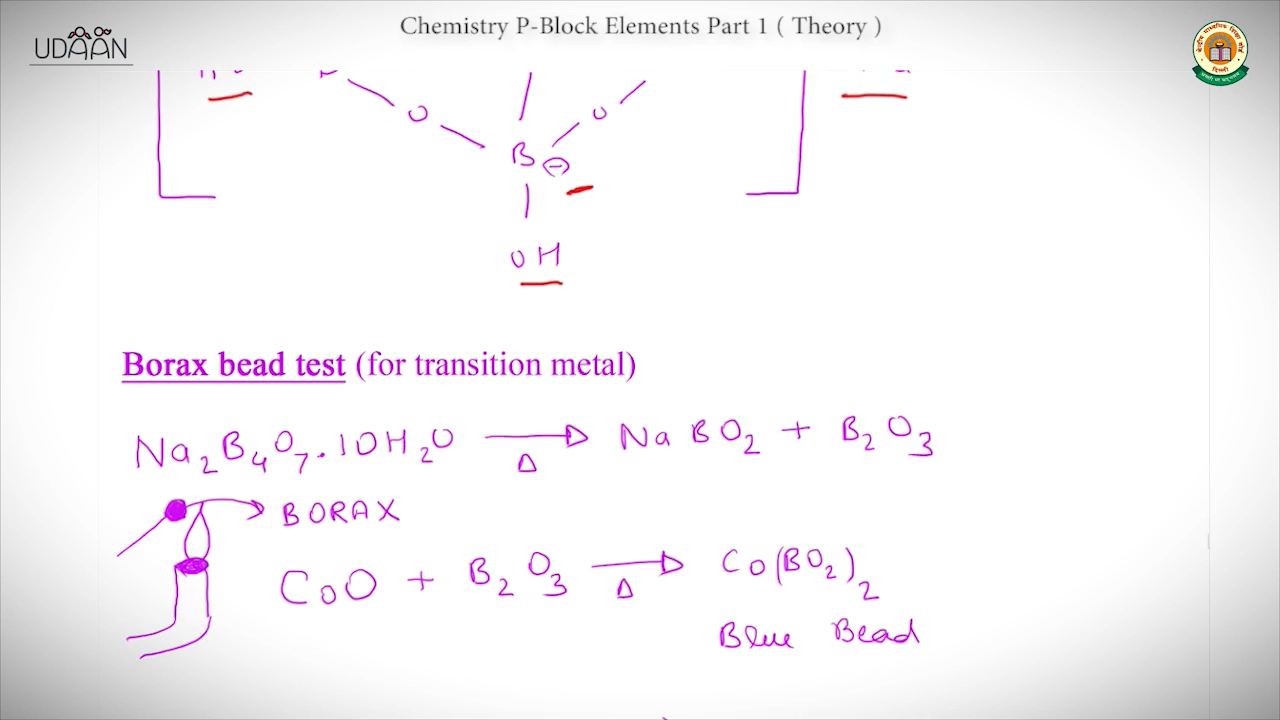 Chemistry P-Block Elements Part 1 ( Theory )
UDAAN
O O
B ⊖
OH
Borax bead test (for transition metal)
Na₂B₄O₇.10H₂O →Δ NaBO₂ + B₂O₃
BORAX
CoO + B₂O₃ →Δ Co(BO₂)₂
Blue Bead